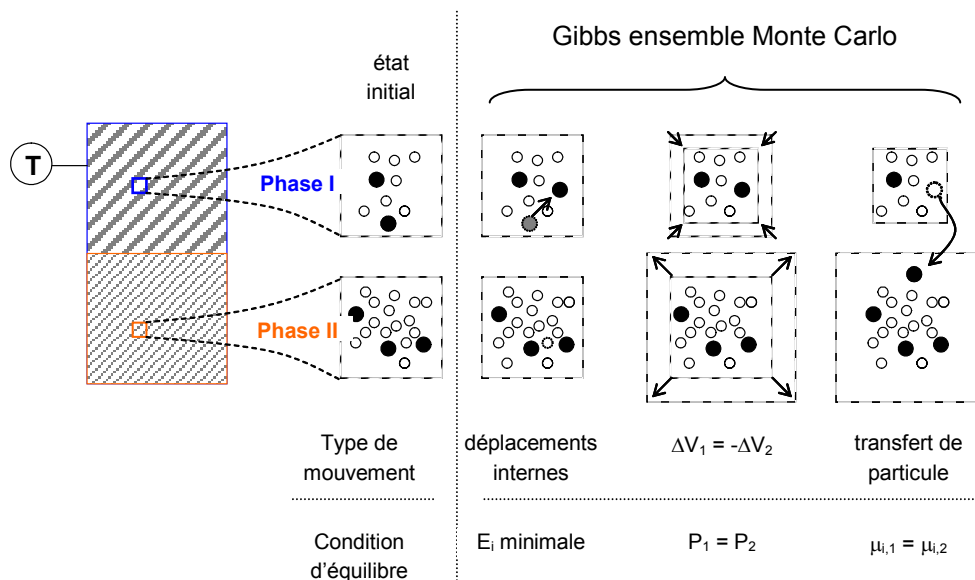 Gibbs ensemble Monte Carlo
état
initial
T
Phase I
Phase II
Type de
mouvement
déplacements
internes
ΔV₁ = -ΔV₂
transfert de
particule
Condition
d'équilibre
Eᵢ minimale
P₁ = P₂
μᵢ,₁ = μᵢ,₂